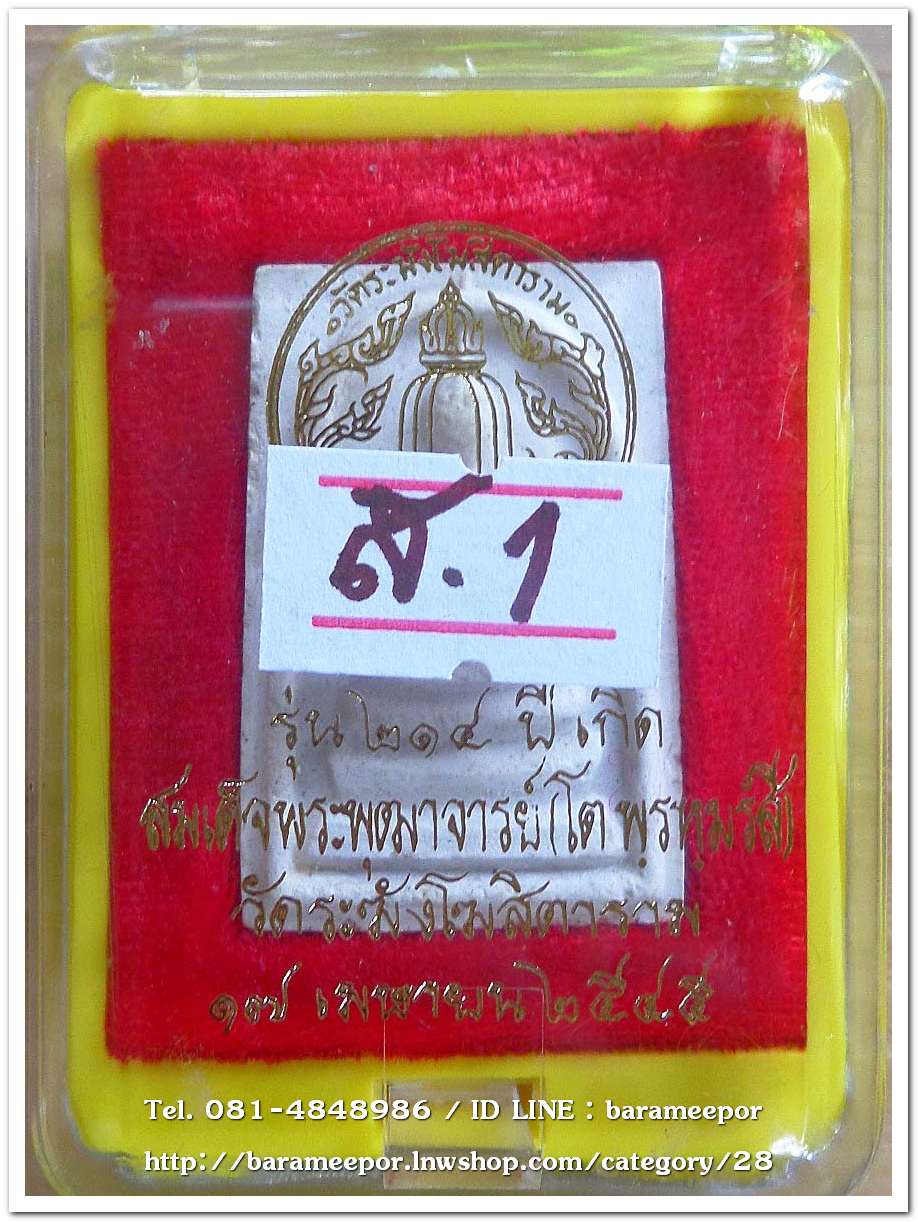 วัดระฆังโฆสิตาราม
ส. 1
รุ่น ๒๑๔ ปี เกิด
สมเด็จพระพุฒาจารย์ (โต พฺรหฺมรํสี)
วัดระฆังโฆสิตาราม
๑๗ เมษายน ๒๕๔๕
Tel. 081-4848986 / ID LINE : barameepor
http://barameepor.lnwshop.com/category/28